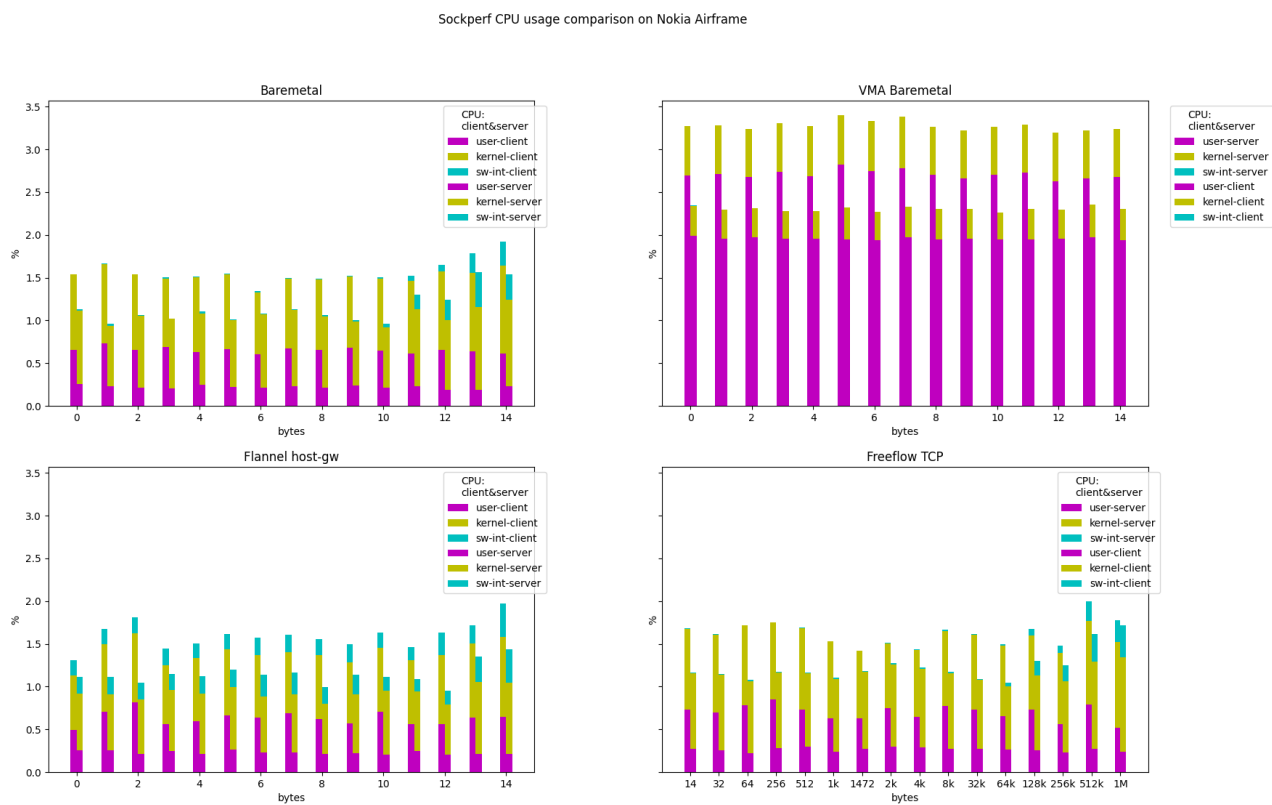 Sockperf CPU usage comparison on Nokia Airframe
Baremetal
3.5
3.0
2.5
2.0
1.5
1.0
0.5
0.0
%
0 2 4 6 8 10 12 14
bytes
CPU:
client&server
user-client
kernel-client
sw-int-client
user-server
kernel-server
sw-int-server
VMA Baremetal
%
0 2 4 6 8 10 12 14
bytes
CPU:
client&server
user-server
kernel-server
sw-int-server
user-client
kernel-client
sw-int-client
Flannel host-gw
3.5
3.0
2.5
2.0
1.5
1.0
0.5
0.0
%
0 2 4 6 8 10 12 14
bytes
CPU:
client&server
user-client
kernel-client
sw-int-client
user-server
kernel-server
sw-int-server
Freeflow TCP
%
14 32 64 256 512 1k 1472 2k 4k 8k 32k 64k 128k 256k 512k 1M
bytes
CPU:
client&server
user-server
kernel-server
sw-int-server
user-client
kernel-client
sw-int-client